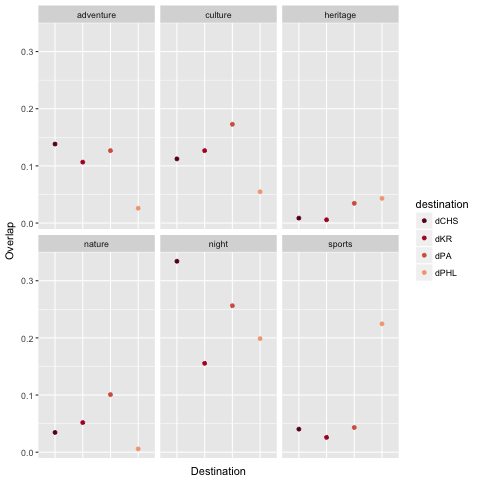 adventure culture heritage
0.3
0.2
0.1
0.0
nature night sports
0.3
0.2
0.1
0.0
Overlap
Destination
destination
dCHS
dKR
dPA
dPHL